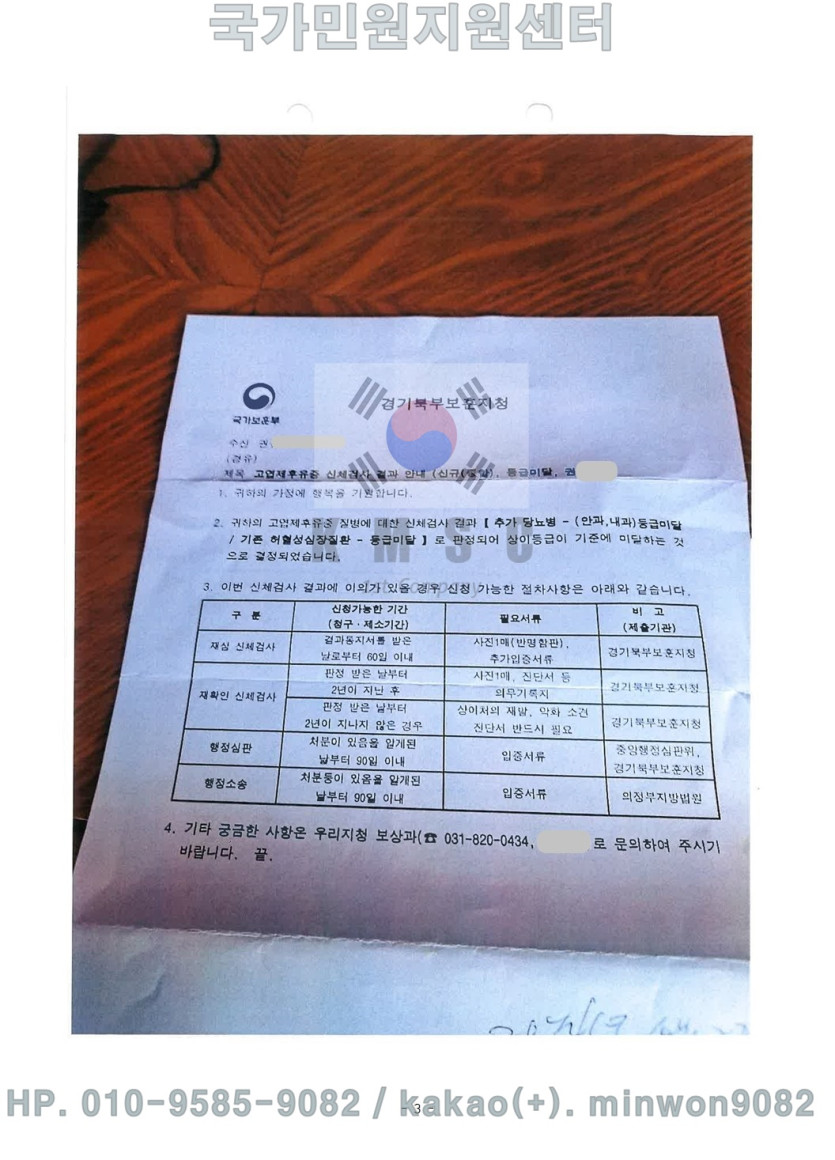 국가민원지원센터
경기북부보훈지청
국가보훈부
수신 권
(경유)
제목 고엽제후유증 신체검사 결과 안내 (신규(통합), 등급미달, 권
1. 귀하의 가정에 행복을 기원합니다.
2. 귀하의 고엽제후유증 질병에 대한 신체검사 결과 【 추가 당뇨병 - (안과,내과)등급미달
/ 기존 허혈성심장질환 - 등급미달 】로 판정되어 상이등급이 기준에 미달하는 것
으로 결정되었습니다.
KMSC
1st Company
3. 이번 신체검사 결과에 이의가 있을 경우 신청 가능한 절차사항은 아래와 같습니다.
구 분 신청가능한 기간 필요서류 비 고
(청구·제소기간) (제출기관)
재심 신체검사 결과통지서를 받은 사진1매(반명함판), 경기북부보훈지청
날로부터 60일 이내 추가입증서류
재확인 신체검사 판정 받은 날부터 사진1매, 진단서 등 경기북부보훈지청
2년이 지난 후 의무기록지
판정 받은 날부터 상이처의 재발, 악화 소견 경기북부보훈지청
2년이 지나지 않은 경우 진단서 반드시 필요
행정심판 처분이 있음을 알게된 입증서류 중앙행정심판위,
날부터 90일 이내 경기북부보훈지청
행정소송 처분등이 있음을 알게된 입증서류 의정부지방법원
날부터 90일 이내
4. 기타 궁금한 사항은 우리지청 보상과(☎ 031-820-0434, 로 문의하여 주시기
바랍니다. 끝.
HP. 010-9585-9082 / kakao(+). minwon9082
- 3 -